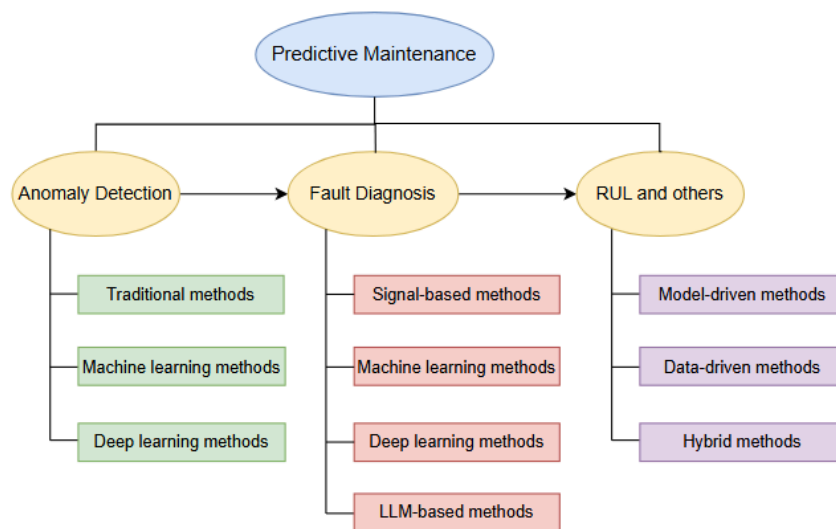 Predictive Maintenance
Anomaly Detection
Fault Diagnosis
RUL and others
Traditional methods
Signal-based methods
Model-driven methods
Machine learning methods
Machine learning methods
Data-driven methods
Deep learning methods
Deep learning methods
Hybrid methods
LLM-based methods